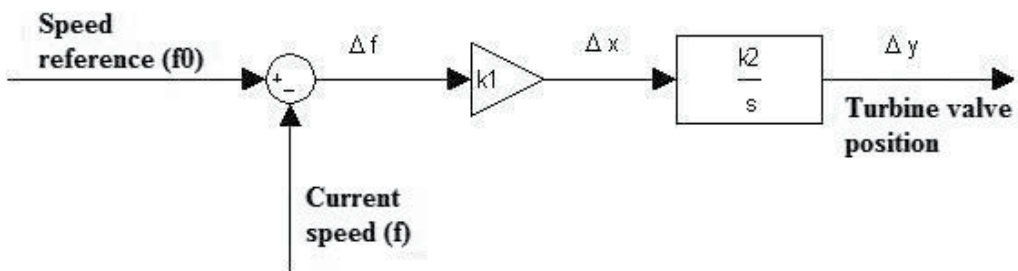 Speed
reference (f0)
+
−
Δ f
k1
Δ x
k2
s
Δ y
Turbine valve
position
Current
speed (f)